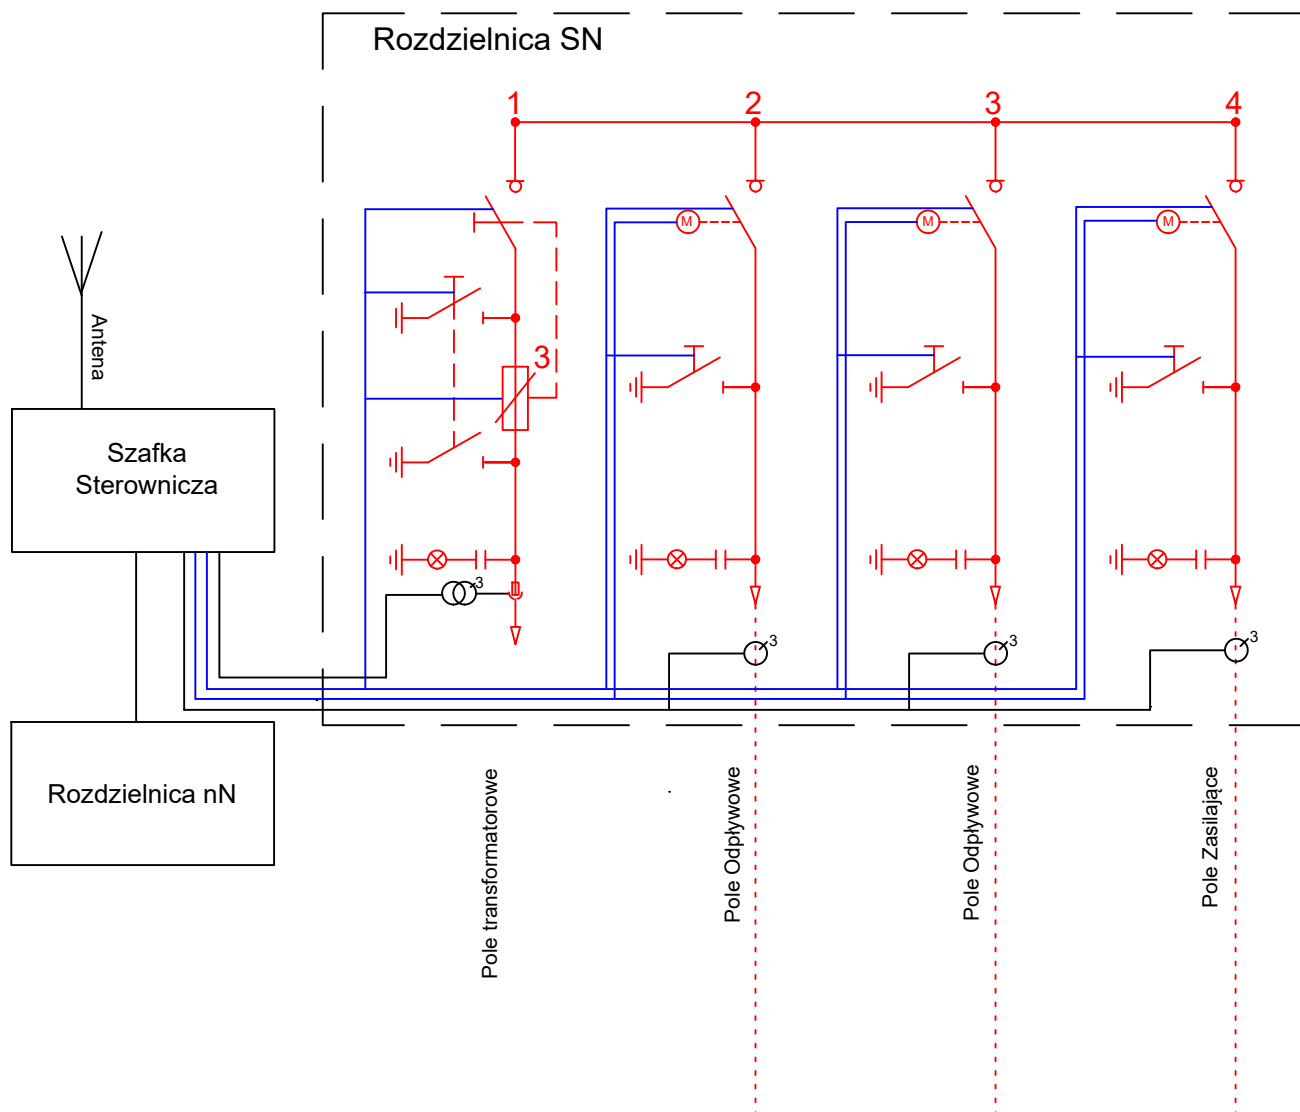 Rozdzielnica SN
1
2
3
4
M
M
M
3
Antena
Szafka
Sterownicza
3
3
3
3
Rozdzielnica nN
Pole transformatorowe
Pole Odpływowe
Pole Odpływowe
Pole Zasilające